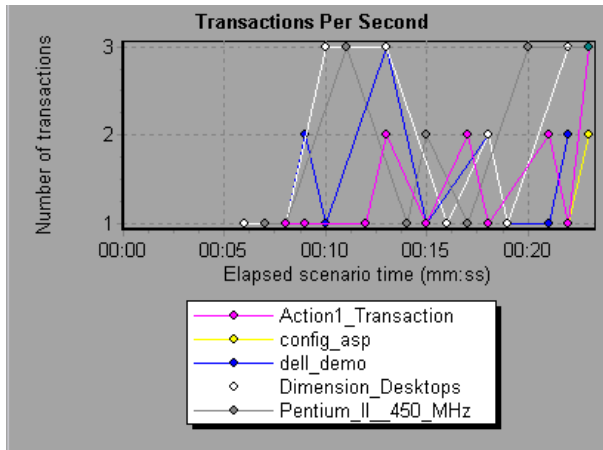 Transactions Per Second
Number of transactions
3
2
1
00:00 00:05 00:10 00:15 00:20
Elapsed scenario time (mm:ss)
Action1_Transaction
config_asp
dell_demo
Dimension_Desktops
Pentium_II__450_MHz